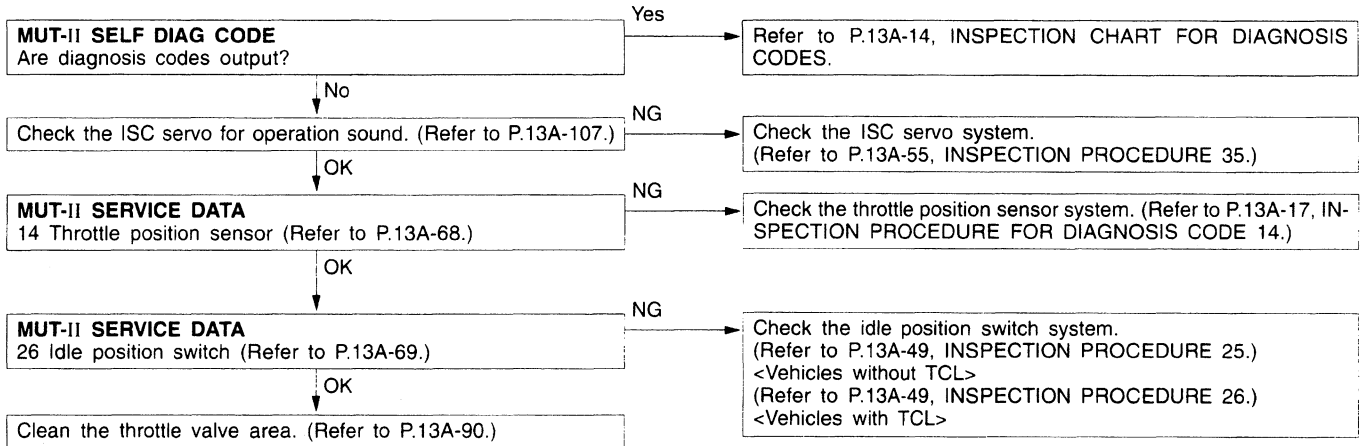 MUT-II SELF DIAG CODE
Are diagnosis codes output?
Yes
Refer to P.13A-14, INSPECTION CHART FOR DIAGNOSIS
CODES.
No
Check the ISC servo for operation sound. (Refer to P.13A-107.)
NG
Check the ISC servo system.
(Refer to P.13A-55, INSPECTION PROCEDURE 35.)
OK
MUT-II SERVICE DATA
14 Throttle position sensor (Refer to P.13A-68.)
NG
Check the throttle position sensor system. (Refer to P.13A-17, IN-
SPECTION PROCEDURE FOR DIAGNOSIS CODE 14.)
OK
MUT-II SERVICE DATA
26 Idle position switch (Refer to P.13A-69.)
NG
Check the idle position switch system.
(Refer to P.13A-49, INSPECTION PROCEDURE 25.)
<Vehicles without TCL>
(Refer to P.13A-49, INSPECTION PROCEDURE 26.)
<Vehicles with TCL>
OK
Clean the throttle valve area. (Refer to P.13A-90.)